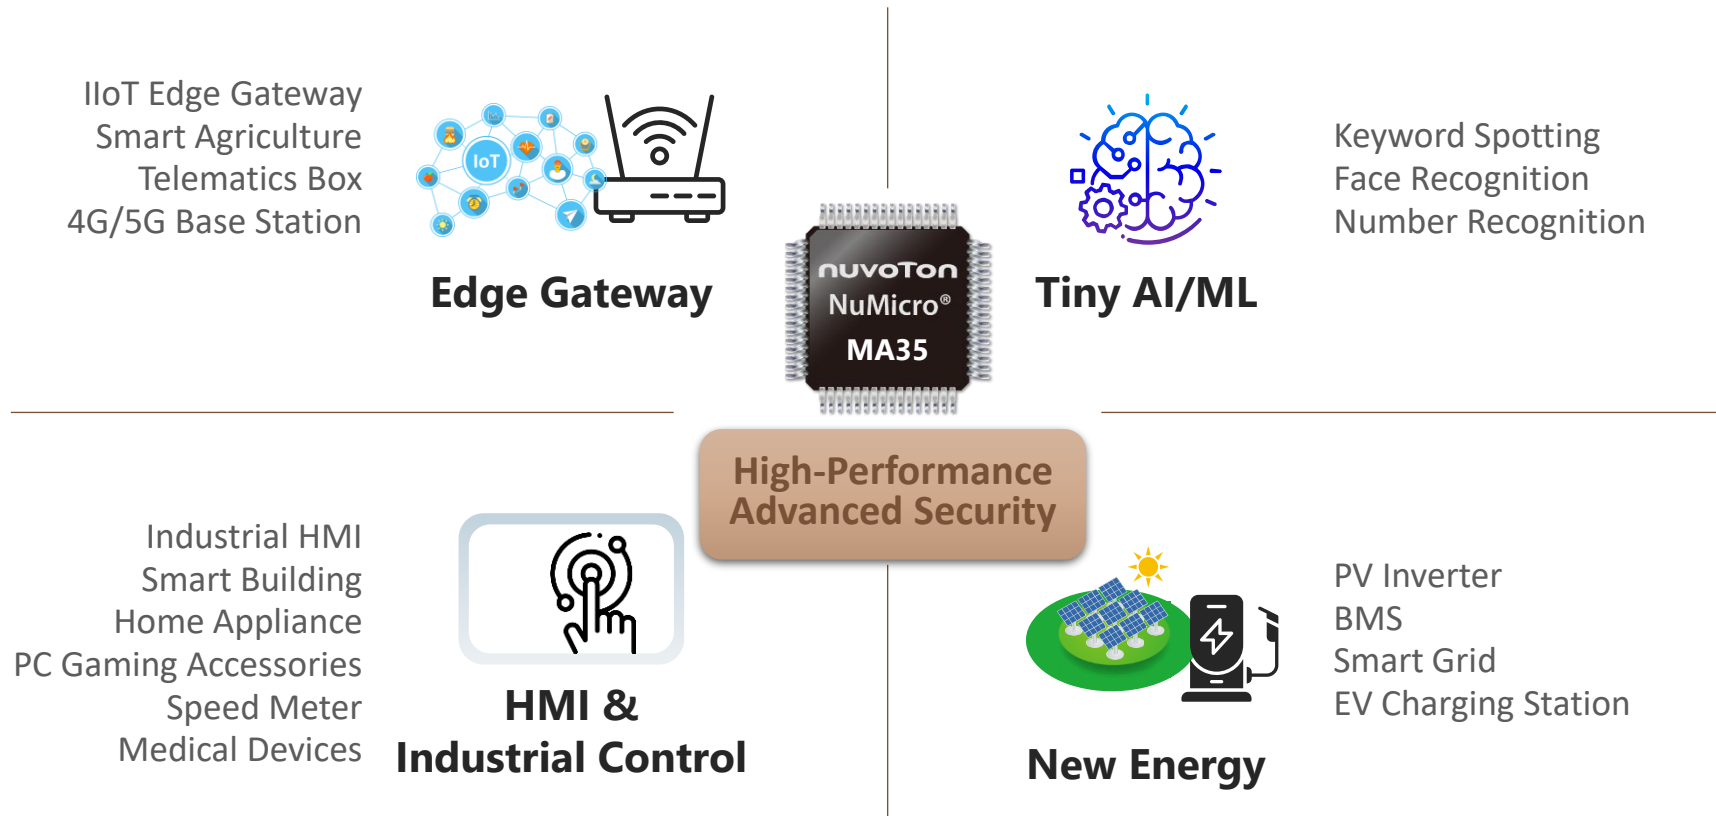 IIoT Edge Gateway
Smart Agriculture
Telematics Box
4G/5G Base Station
IoT
Edge Gateway
Keyword Spotting
Face Recognition
Number Recognition
Tiny AI/ML
nuvoTon
NuMicro®
MA35
High-Performance
Advanced Security
Industrial HMI
Smart Building
Home Appliance
PC Gaming Accessories
Speed Meter
Medical Devices
HMI &
Industrial Control
PV Inverter
BMS
Smart Grid
EV Charging Station
New Energy